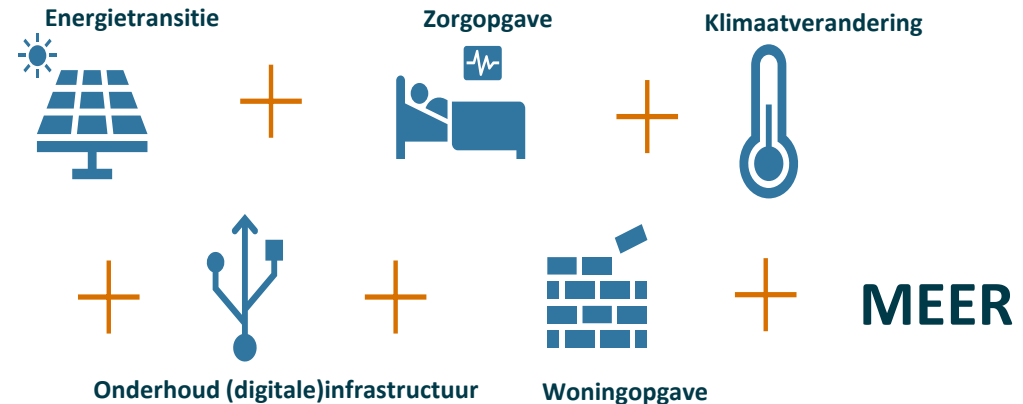 Energietransitie
Zorgopgave
Klimaatverandering
MEER
Onderhoud (digitale)infrastructuur
Woningopgave